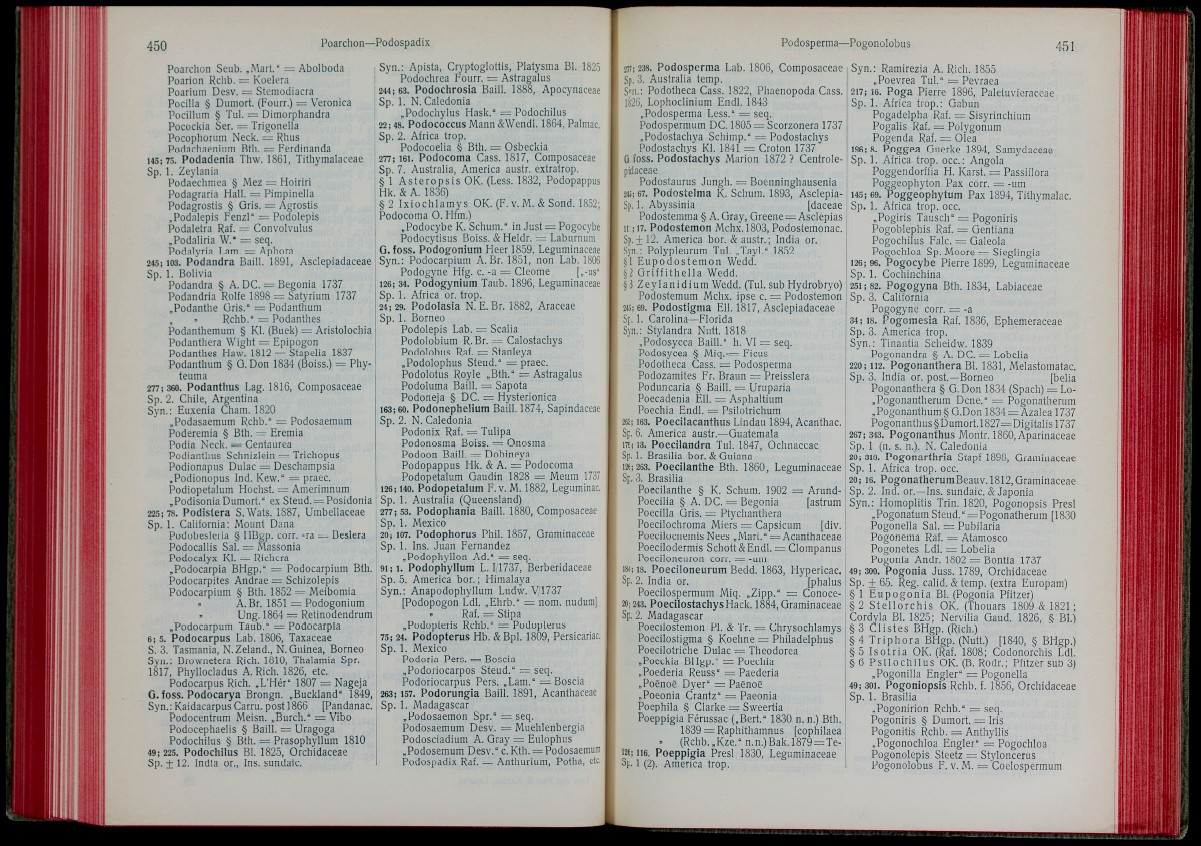 450
Poarchon—Podospadix
Poarchon Seub. „Mart.“ = Abolboda
Poarion Rchb. = Koelera
Poarium Desv. = Stemodiacra
Pocilla § Dumort. (Fourr.) = Veronica
Pocillum § Tul. = Dimorphandra
Pocockia Ser. = Trigonella
Pocophorum Neck. = Rhus
Podachaenium Bth. = Ferdinanda
145; 75. Podadenia Thw. 1861, Tithymalaceae
Sp. 1. Zeylania
Podaechmea § Mez = Hoiriri
Podagraria Hall. = Pimpinella
Podagrostis § Gris. = Agrostis
„Podalepis Fenzl“ = Podolepis
Podaletra Raf. = Convolvulus
„Podaliria W.“ = seq.
Podalyria Lam. = Aphora
245; 103. Podandra Baill. 1891, Asclepiadaceae
Sp. 1. Bolivia
Podandra § A. DC. = Begonia 1737
Podandria Rolfe 1898 = Satyrium 1737
„Podanthe Gris.“ = Podanthum
„ Rchb.“ = Podanthes
Podanthemum § Kl. (Buek) = Aristolochia
Podanthera Wight = Epipogon
Podanthes Haw. 1812 = Stapelia 1837
Podanthum § G. Don 1834 (Boiss.) = Phy-
teuma
277; 360. Podanthus Lag. 1816, Composaceae
Sp. 2. Chile, Argentina
Syn.: Euxenia Cham. 1820
„Podasaemum Rchb.“ = Podosaemum
Poderemia § Bth. = Eremia
Podia Neck. = Centaurea
Podianthus Schnizlein = Trichopus
Podionapus Dulac = Deschampsia
„Podionopus Ind. Kew.“ = praec.
Podiopetalum Hochst. = Amerimnum
„Podisonia Dumort.“ ex Steud. = Posidonia
225; 78. Podistera S. Wats. 1887, Umbellaceae
Sp. 1. California: Mount Dana
Podobesleria § HBgp. corr. -ra = Beslera
Podocallis Sal. = Massonia
Podocalyx Kl. = Richera
„Podocarpia BHgp.“ = Podocarpium Bth.
Podocarpites Andrae = Schizolepis
Podocarpium § Bth. 1852 = Meibomia
„ A. Br. 1851 = Podogonium
„ Ung. 1864 = Retinodendrum
„Podocarpum Taub.“ = Podocarpia
6; 5. Podocarpus Lab. 1806, Taxaceae
S. 3. Tasmania, N. Zeland., N. Guinea, Borneo
Syn.: Brownetera Rich. 1810, Thalamia Spr.
1817, Phyllocladus A. Rich. 1826, etc.
Podocarpus Rich. „L'Hér“ 1807 = Nageja
G. foss. Podocarya Brongn. „Buckland“ 1849,
Syn.: Kaidacarpus Carru. post 1866 [Pandanac.
Podocentrum Meisn. „Burch.“ = Vibo
Podocephaelis § Baill. = Uragoga
Podochilus § Bth. = Prasophyllum 1810
49; 225. Podochilus Bl. 1825, Orchidaceae
Sp. ± 12. India or., Ins. sundaic.
Syn.: Apista, Cryptoglottis, Platysma Bl. 1825
Podochrea Fourr. = Astragalus
244; 63. Podochrosia Baill. 1888, Apocynaceae
Sp. 1. N. Caledonia
„Podochylus Hask.“ = Podochilus
22; 48. Podococcus Mann & Wendl. 1864, Palmac.
Sp. 2. Africa trop.
Podocoelia § Bth. = Osbeckia
277; 161. Podocoma Cass. 1817, Composaceae
Sp. 7. Australia, America austr. extratrop.
§ 1 Asteropsis OK. (Less. 1832, Podopappus
Hk. & A. 1836)
§ 2 Ixiochlamys OK. (F. v. M. & Sond. 1852;
Podocoma O. Hfm.)
„Podocybe K. Schum.“ in Just = Pogocybe
Podocytisus Boiss. & Heldr. = Laburnum
G. foss. Podogonium Heer 1859, Leguminaceae
Syn.: Podocarpium A. Br. 1851, non Lab. 1806
Podogyne Hfg. c. -a = Cleome [„-us“
126; 34. Podogynium Taub. 1896, Leguminaceae
Sp. 1. Africa or. trop.
24; 29. Podolasia N. E. Br. 1882, Araceae
Sp. 1. Borneo
Podolepis Lab. = Scalia
Podolobium R. Br. = Calostachys
Podolobus Raf. = Stanleya
„Podolophus Steud.“ = praec.
Podolotus Royle „Bth.“ = Astragalus
Podoluma Baill. = Sapota
Podoneja § DC. = Hysterionica
163; 60. Podonephelium Baill. 1874, Sapindaceae
Sp. 2. N. Caledonia
Podonix Raf. = Tulipa
Podonosma Boiss. = Onosma
Podoon Baill. = Dobineya
Podopappus Hk. & A. = Podocoma
Podopetalum Gaudin 1828 = Meum 1737
126; 140. Podopetalum F. v. M. 1882, Leguminac.
Sp. 1. Australia (Queensland)
277; 53. Podophania Baill. 1880, Composaceae
Sp. 1. Mexico
20; 107. Podophorus Phil. 1857, Graminaceae
Sp. 1. Ins. Juan Fernandez
„Podophyllon Ad.“ = seq.
91; 1. Podophyllum L. 1|1737, Berberidaceae
Sp. 5. America bor.; Himalaya
Syn.: Anapodophyllum Ludw. V|1737
[Podopogon Ldl. „Ehrb.“ = nom. nudum]
„ Raf. = Stipa
„Podopteris Rchb.“ = Podopterus
75; 24. Podopterus Hb. & Bpl. 1809, Persicariac.
Sp. 1. Mexico
Podoria Pers. = Boscia
„Podoriocarpos Steud.“ = seq.
Podoriocarpus Pers. „Lam.“ = Boscia
263; 157. Podorungia Baill. 1891, Acanthaceae
Sp. 1. Madagascar
„Podosaemon Spr.“ = seq.
Podosaemum Desv. = Muehlenbergia
Podosciadium A. Gray = Eulophus
„Podosemum Desv.“ c. Kth. = Podosaemum
Podospadix Raf. = Anthurium, Potha, etc.
Podosperma—Pogonolobus
451
277; 238. Podosperma Lab. 1806, Composaceae
Sp. 3. Australia temp.
Syn.: Podotheca Cass. 1822, Phaenopoda Cass.
1826, Lophoclinium Endl. 1843
„Podosperma Less.“ = seq.
Podospermum DC. 1805 = Scorzonera 1737
„Podostachya Schimp.“ = Podostachys
Podostachys Kl. 1841 = Croton 1737
G. foss. Podostachys Marion 1872 ? Centrole-
pidaceae
Podostaurus Jungh. = Boenninghausenia
245; 67. Podostelma K. Schum. 1893, Asclepia-
Sp. 1. Abyssinia [daceae
Podostemma § A. Gray, Greene = Asclepias
11; 17. Podostemon Mchx. 1803, Podostemonac.
Sp. ± 12. America bor. & austr.; India or.
Syn.: Polypleurum Tul. „Tayl.“ 1852
§ 1 Eupodostemon Wedd.
§ 2 Griffithella Wedd.
§ 3 Zeylanidium Wedd. (Tul. sub Hydrobryo)
Podostemum Mchx. ipse c. = Podostemon
245; 69. Podostigma Ell. 1817, Asclepiadaceae
Sp. 1. Carolina—Florida
Syn.: Stylandra Nutt. 1818
„Podosycca Baill.“ h. VI = seq.
Podosycea § Miq. = Ficus
Podotheca Cass. = Podosperma
Podozamites Fr. Braun = Preisslera
Poduncaria § Baill. = Uruparia
Poecadenia Ell. = Asphaltium
Poechia Endl. = Psilotrichum
262; 163. Poecilacanthus Lindau 1894, Acanthac.
Sp. 6. America austr.—Guatemala
175; 13. Poecilandra Tul. 1847, Ochnaceae
Sp. 1. Brasilia bor. & Guiana
126; 263. Poecilanthe Bth. 1860, Leguminaceae
Sp. 3. Brasilia
Poecilanthe § K. Schum. 1902 = Arund-
Poecilia § A. DC. = Begonia [astrum
Poecilla Gris. = Ptychanthera
Poecilochroma Miers = Capsicum [div.
Poecilocnemis Nees „Mart.“ = Acanthaceae
Poecilodermis Schott & Endl. = Clompanus
Poeciloneuron corr. = -um
186; 18. Poeciloneurum Bedd. 1863, Hypericac.
Sp. 2. India or. [phalus
Poecilospermum Miq. „Zipp.“ = Conoce-
20; 243. Poecilostachys Hack. 1884, Graminaceae
Sp. 2. Madagascar
Poecilostemon Pl. & Tr. = Chrysochlamys
Poecilostigma § Koehne = Philadelphus
Poecilotriche Dulac = Theodorea
„Poeckia BHgp.“ = Poechia
„Poederia Reuss“ = Paederia
„Poënoë Dyer“ = Paënoë
„Poeonia Crantz“ = Paeonia
Poephila § Clarke = Sweertia
Poeppigia Férussac („Bert.“ 1830 n. n.) Bth.
1839 = Raphithamnus [cophilaea
„ (Rchb. „Kze.“ n.n.) Bak. 1879 = Te-
126; 116. Poeppigia Presl 1830, Leguminaceae
Sp. 1 (2). America trop.
Syn.: Ramirezia A. Rich. 1855
„Poevrea Tul.“ = Pevraea
217; 16. Poga Pierre 1896, Paletuvieraceae
Sp. 1. Africa trop.: Gabun
Pogadelpha Raf. = Sisyrinchium
Pogalis Raf. = Polygonum
Pogenda Raf. = Olea
196; 8. Poggea Guerke 1894, Samydaceae
Sp. 1. Africa trop. occ.: Angola
Poggendorffia H. Karst. = Passiflora
Poggeophyton Pax corr. = -um
145; 69. Poggeophytum Pax 1894, Tithymalac.
Sp. 1. Africa trop. occ.
„Pogiris Tausch“ = Pogoniris
Pogoblephis Raf. = Gentiana
Pogochilus Falc. = Galeola
Pogochloa Sp. Moore = Sieglingia
126; 96. Pogocybe Pierre 1899, Leguminaceae
Sp. 1. Cochinchina
251; 82. Pogogyna Bth. 1834, Labiaceae
Sp. 3. California
Pogogyne corr. = -a
34; 18. Pogomesia Raf. 1836, Ephemeraceae
Sp. 3. America trop.
Syn.: Tinantia Scheidw. 1839
Pogonandra § A. DC. = Lobelia
220; 112. Pogonanthera Bl. 1831, Melastomatac.
Sp. 3. India or. post.—Borneo [belia
Pogonanthera § G. Don 1834 (Spach) = Lo-
„Pogonantherum Dcne.“ = Pogonatherum
„Pogonanthum § G. Don 1834 = Azalea 1737
Pogonanthus § Dumort. 1827 = Digitalis 1737
267; 343. Pogonanthus Montr. 1860, Aparinaceae
Sp. 1 (n. s. n.). N. Caledonia
20; 310. Pogonarthria Stapf 1898, Graminaceae
Sp. 1. Africa trop. occ.
20; 16. Pogonatherum Beauv. 1812, Graminaceae
Sp. 2. Ind. or.—Ins. sundaic. & Japonia
Syn.: Homoplitis Trin. 1820, Pogonopsis Presl
„Pogonatum Steud.“ = Pogonatherum [1830
Pogonella Sal. = Pubilaria
Pogonema Raf. = Atamosco
Pogonetes Ldl. = Lobelia
Pogonia Andr. 1802 = Bontia 1737
49; 300. Pogonia Juss. 1789, Orchidaceae
Sp. ± 65. Reg. calid. & temp. (extra Europam)
§ 1 Eupogonia Bl. (Pogonia Pfitzer)
§ 2 Stellorchis OK. (Thouars 1809 & 1821;
Cordyla Bl. 1825; Nervilia Gaud. 1826, § Bl.)
§ 3 Clistes BHgp. (Rich.)
§ 4 Triphora BHgp. (Nutt.) [1840, § BHgp.)
§ 5 Isotria OK. (Raf. 1808; Codonorchis Ldl.
§ 6 Psilochilus OK. (B. Rodr.; Pfitzer sub 3)
„Pogonilla Engler“ = Pogonella
49; 301. Pogoniopsis Rchb. f. 1856, Orchidaceae
Sp. 1. Brasilia
„Pogonirion Rchb.“ = seq.
Pogoniris § Dumort. = Iris
Pogonitis Rchb. = Anthyllis
„Pogonochloa Engler“ = Pogochloa
Pogonolepis Steetz = Styloncerus
Pogonolobus F. v. M. = Coelospermum